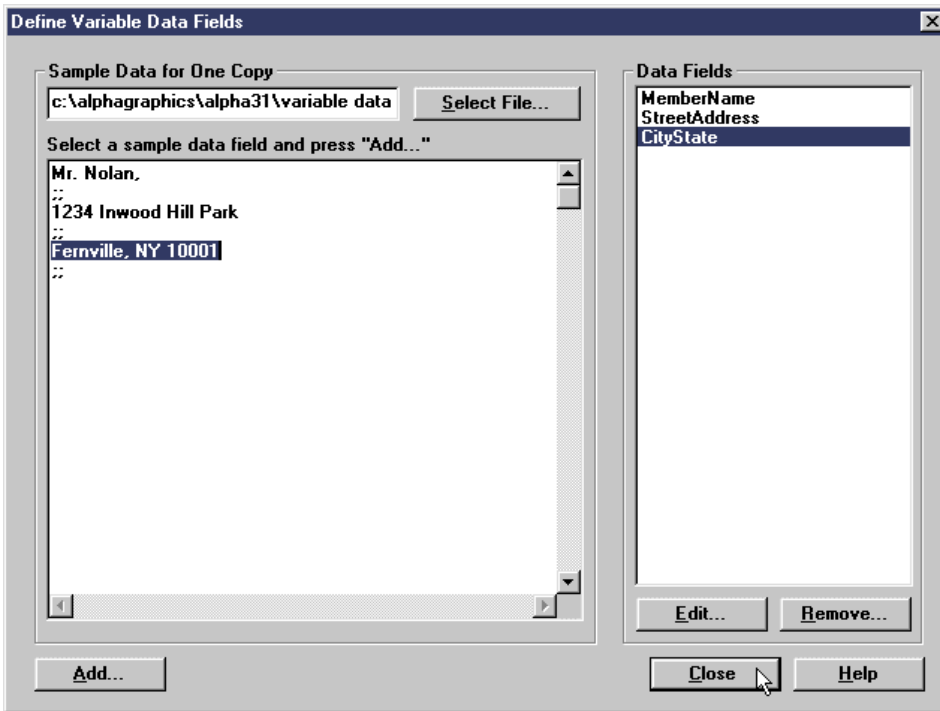 Define Variable Data Fields
Sample Data for One Copy
c:\alphagraphics\alpha31\variable data
Select File...
Select a sample data field and press "Add..."
Mr. Nolan,
;;
1234 Inwood Hill Park
;;
Fernville, NY 10001
;;
Add...
Data Fields
MemberName
StreetAddress
CityState
Edit...
Remove...
Close
Help